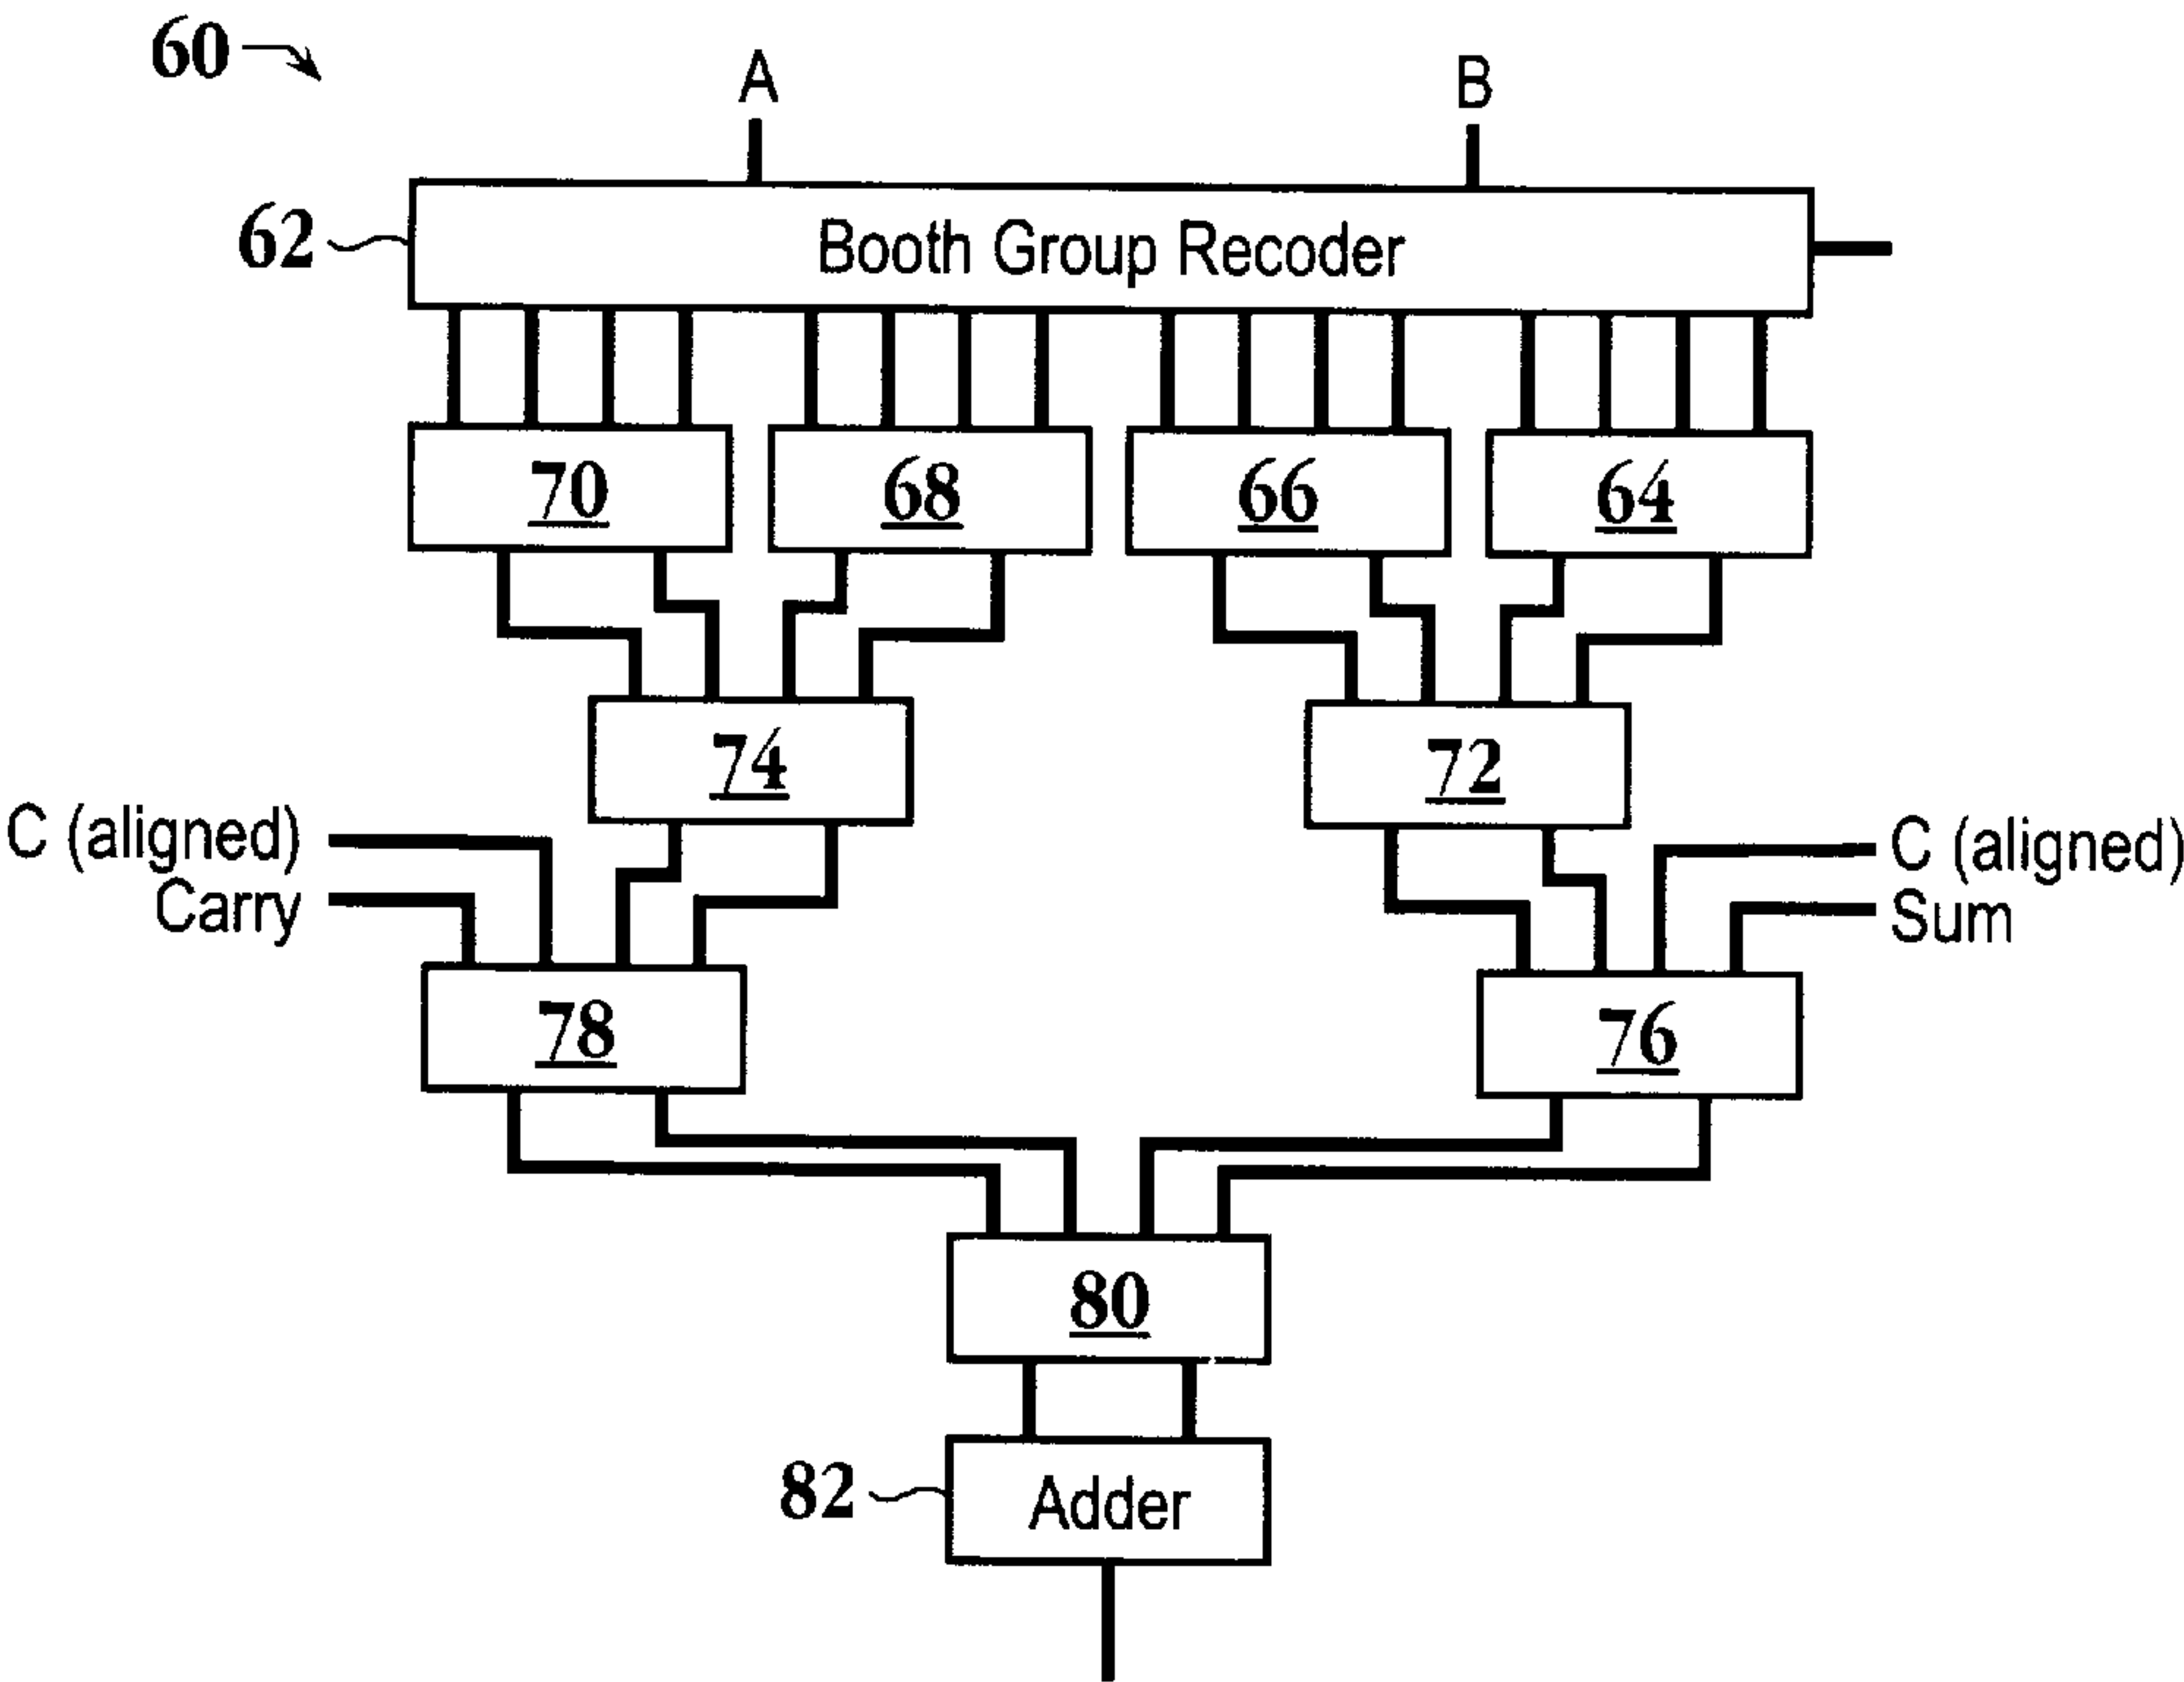 60
A
B
62
Booth Group Recoder
70
68
66
64
74
72
C (aligned)
Carry
C (aligned)
Sum
78
76
80
82
Adder